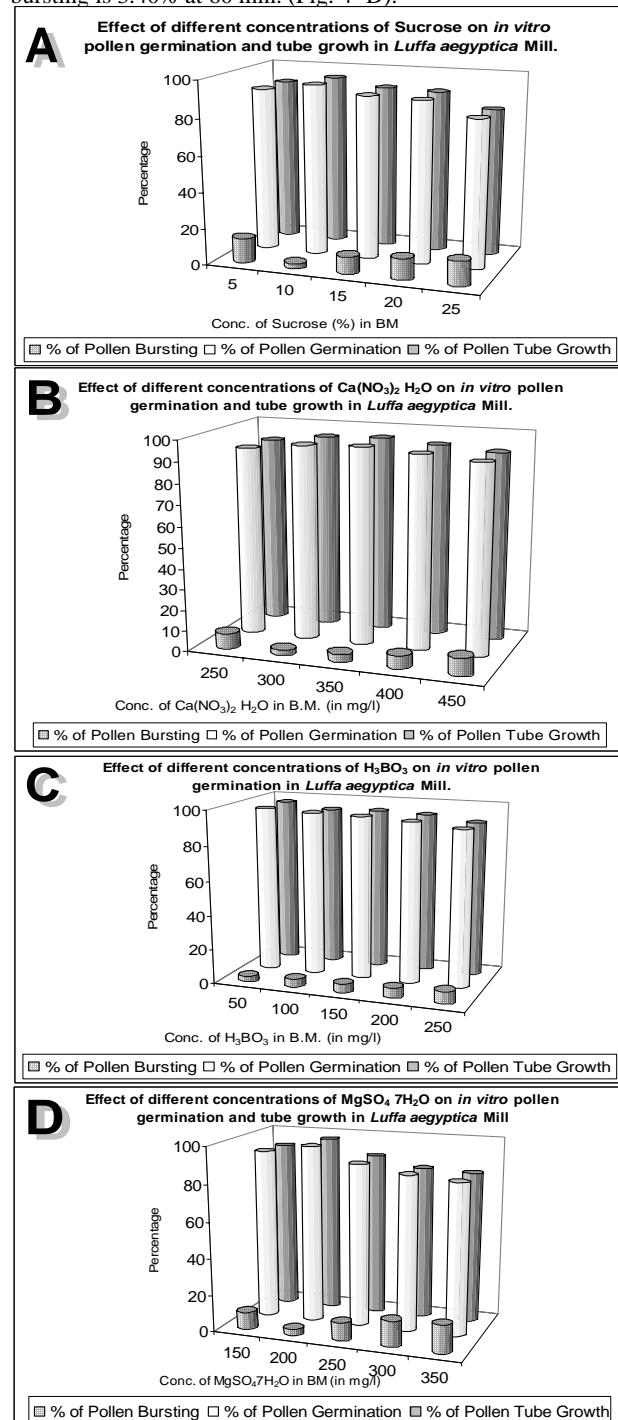 bursting is 3.40% at 60 min. (Fig. 4- D).
A
Effect of different concentrations of Sucrose on in vitro
pollen germination and tube growth in Luffa aegyptica Mill.
100
80
60
40
20
0
Percentage
5 10 15 20 25
Conc. of Sucrose (%) in BM
% of Pollen Bursting % of Pollen Germination % of Pollen Tube Growth
B
Effect of different concentrations of Ca(NO₃)₂ H₂O on in vitro pollen
germination and tube growth in Luffa aegyptica Mill.
100
90
80
70
60
50
40
30
20
10
0
Percentage
250 300 350 400 450
Conc. of Ca(NO₃)₂ H₂O in B.M. (in mg/l)
% of Pollen Bursting % of Pollen Germination % of Pollen Tube Growth
C
Effect of different concentrations of H₃BO₃ on in vitro pollen
germination in Luffa aegyptica Mill.
100
80
60
40
20
0
Percentage
50 100 150 200 250
Conc. of H₃BO₃ in B.M. (in mg/l)
% of Pollen Bursting % of Pollen Germination % of Pollen Tube Growth
D
Effect of different concentrations of MgSO₄ 7H₂O on in vitro pollen
germination and tube growth in Luffa aegyptica Mill
100
80
60
40
20
0
Percentage
150 200 250 300 350
Conc. of MgSO₄7H₂O in BM (in mg/l)
% of Pollen Bursting % of Pollen Germination % of Pollen Tube Growth